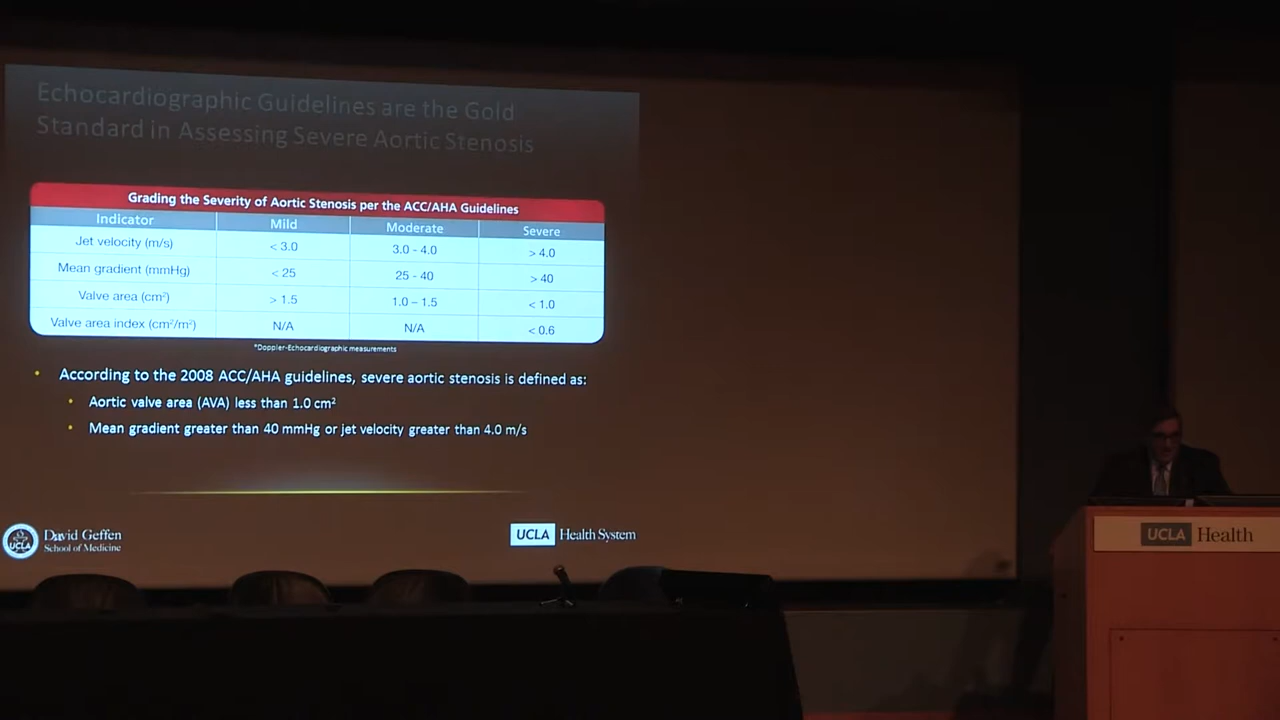 Echocardiographic Guidelines are the Gold
Standard in Assessing Severe Aortic Stenosis
Grading the Severity of Aortic Stenosis per the ACC/AHA Guidelines
Indicator Mild Moderate Severe
Jet velocity (m/s) < 3.0 3.0 - 4.0 > 4.0
Mean gradient (mmHg) < 25 25 - 40 > 40
Valve area (cm²) > 1.5 1.0 – 1.5 < 1.0
Valve area index (cm²/m²) N/A N/A < 0.6
*Doppler-Echocardiographic measurements
• According to the 2008 ACC/AHA guidelines, severe aortic stenosis is defined as:
• Aortic valve area (AVA) less than 1.0 cm²
• Mean gradient greater than 40 mmHg or jet velocity greater than 4.0 m/s
UCLA
David Geffen
School of Medicine
UCLA Health System
UCLA Health